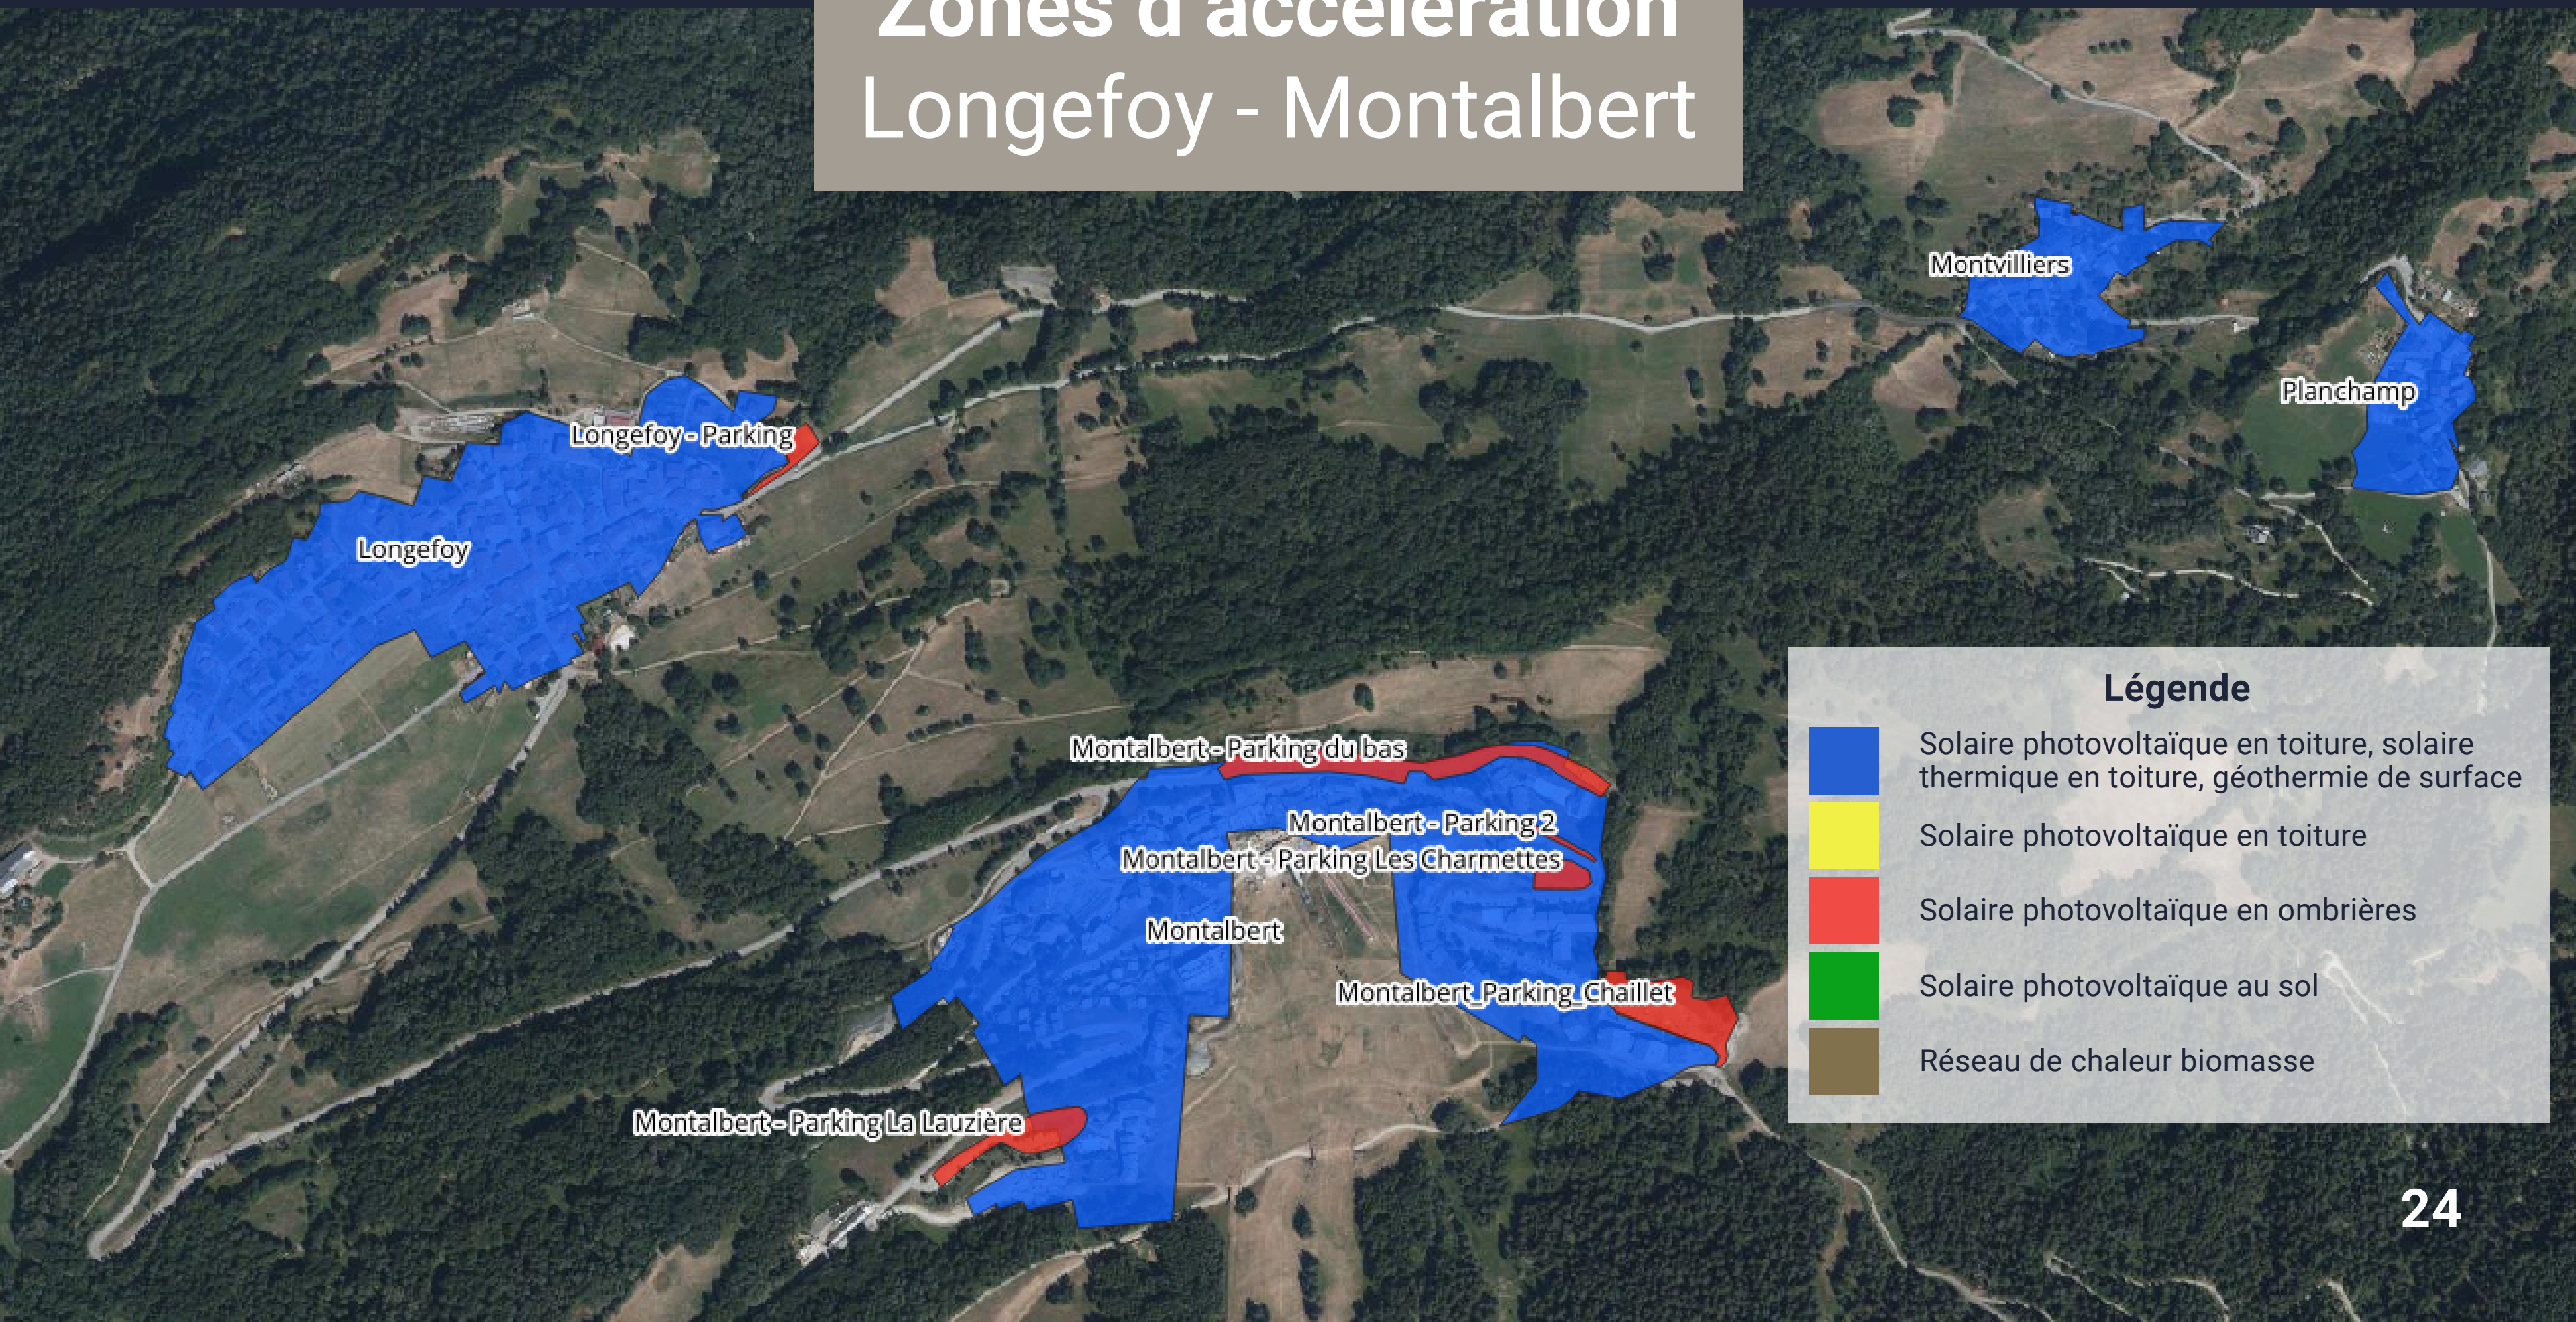 Zones d'accélération
Longefoy - Montalbert
Montvilliers
Planchamp
Longefoy - Parking
Longefoy
Montalbert - Parking du bas
Montalbert - Parking 2
Montalbert - Parking Les Charmettes
Montalbert
Montalbert_Parking_Chaillet
Montalbert - Parking La Lauzière
Légende
Solaire photovoltaïque en toiture, solaire
thermique en toiture, géothermie de surface
Solaire photovoltaïque en toiture
Solaire photovoltaïque en ombrières
Solaire photovoltaïque au sol
Réseau de chaleur biomasse
24